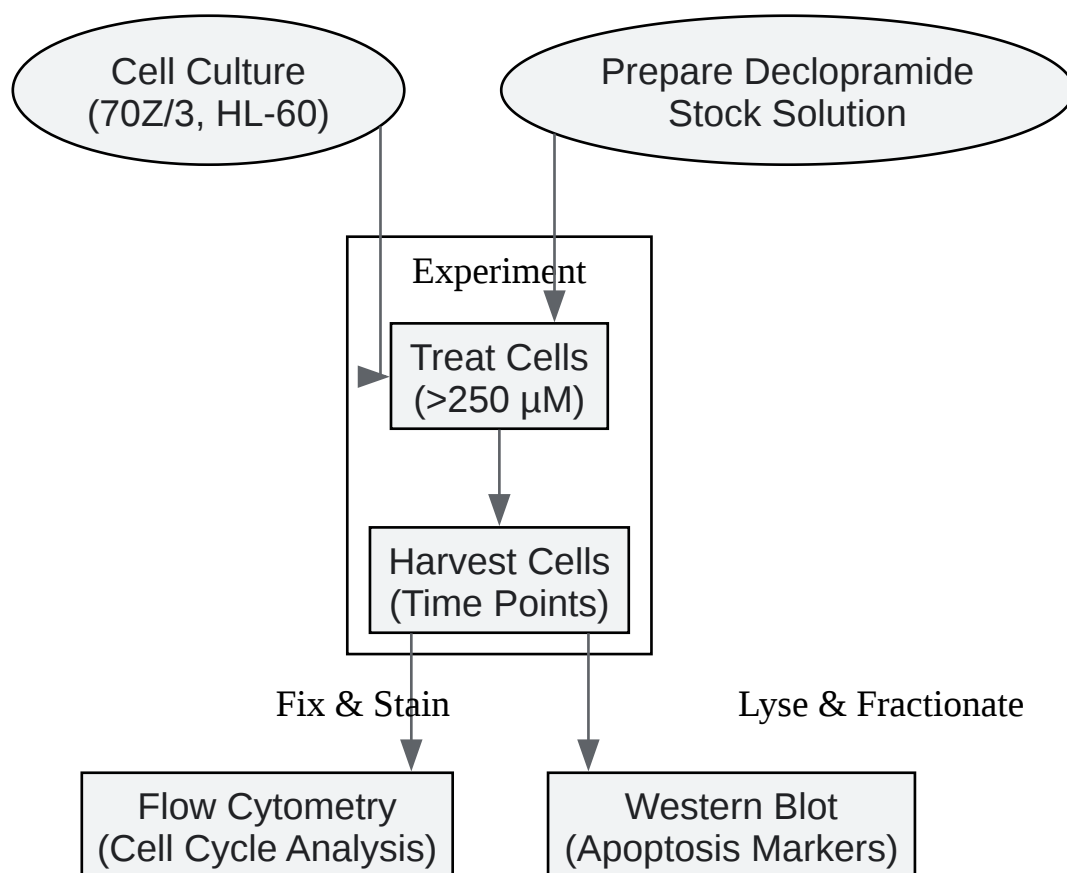 Cell Culture
(70Z/3, HL-60)
Prepare Declopramide
Stock Solution
Experiment
Treat Cells
(>250 µM)
Harvest Cells
(Time Points)
Fix & Stain
Lyse & Fractionate
Flow Cytometry
(Cell Cycle Analysis)
Western Blot
(Apoptosis Markers)